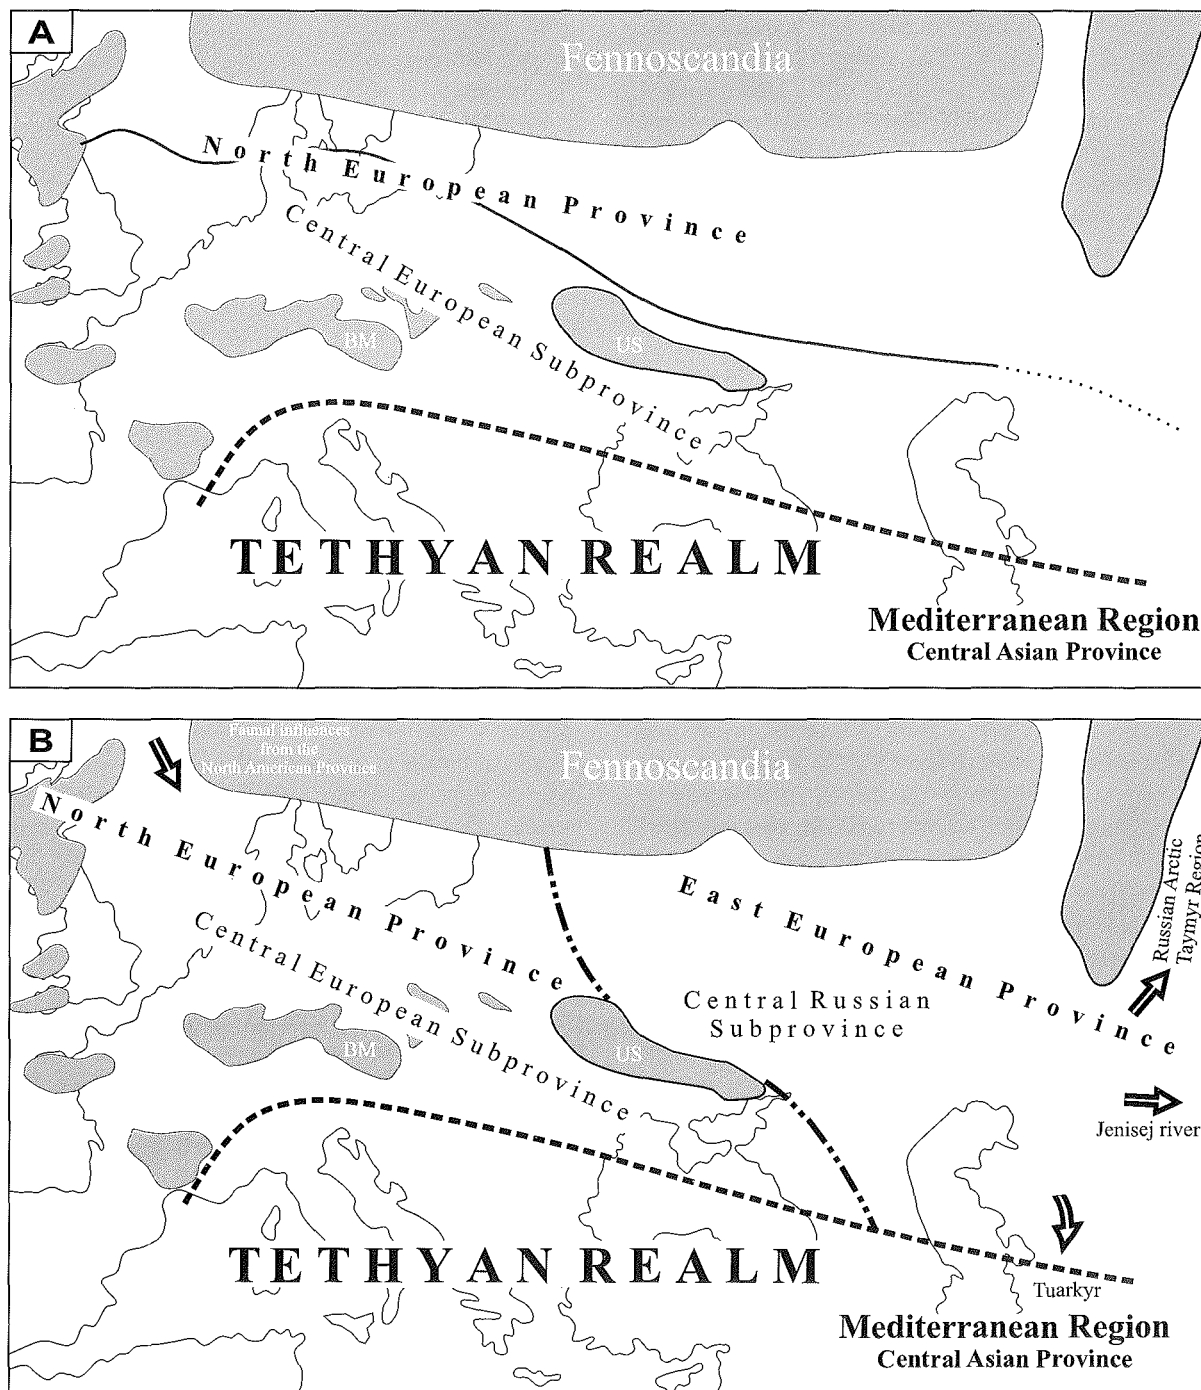 A
Fennoscandia
North European Province
Central European Subprovince
BM
US
TETHYAN REALM
Mediterranean Region
Central Asian Province
B
Faunal influences
from the
North American Province
Fennoscandia
North European Province
East European Province
Russian Arctic
Taymyr Region
Central European Subprovince
Central Russian
Subprovince
BM
US
Jenisej river
TETHYAN REALM
Tuarkyr
Mediterranean Region
Central Asian Province